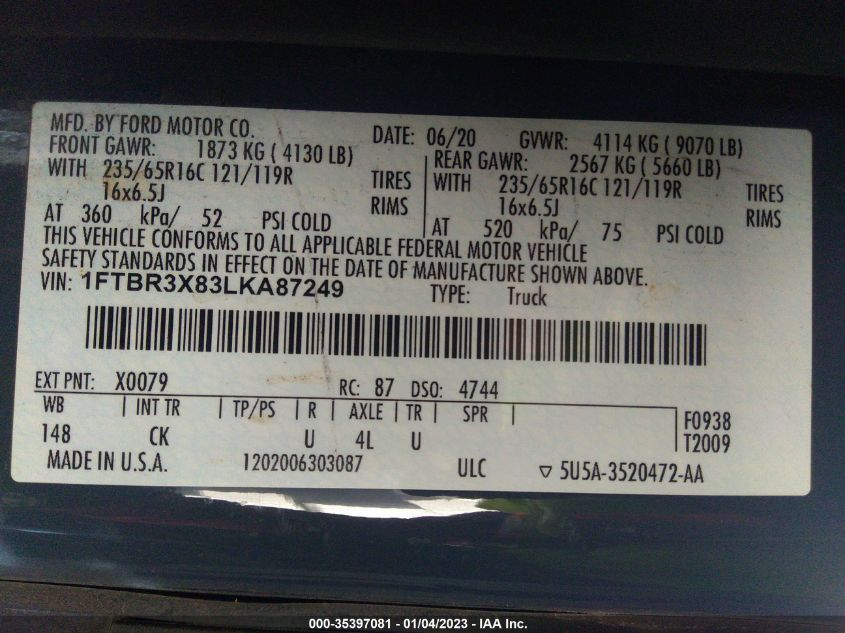 MFD. BY FORD MOTOR CO. DATE: 06/20 GVWR: 4114 KG ( 9070 LB)
FRONT GAWR: 1873 KG ( 4130 LB) REAR GAWR: 2567 KG ( 5660 LB)
WITH 235/65R16C 121/119R TIRES WITH 235/65R16C 121/119R TIRES
16x6.5J RIMS 16x6.5J RIMS
AT 360 kPa/ 52 PSI COLD AT 520 kPa/ 75 PSI COLD
THIS VEHICLE CONFORMS TO ALL APPLICABLE FEDERAL MOTOR VEHICLE
SAFETY STANDARDS IN EFFECT ON THE DATE OF MANUFACTURE SHOWN ABOVE.
VIN: 1FTBR3X83LKA87249 TYPE: Truck
EXT PNT: X0079 RC: 87 DSO: 4744
WB INT TR TP/PS R AXLE TR SPR F0938
148 CK U 4L U T2009
MADE IN U.S.A. 1202006303087 ULC ▽ 5U5A-3520472-AA
000-35397081 - 01/04/2023 - IAA Inc.